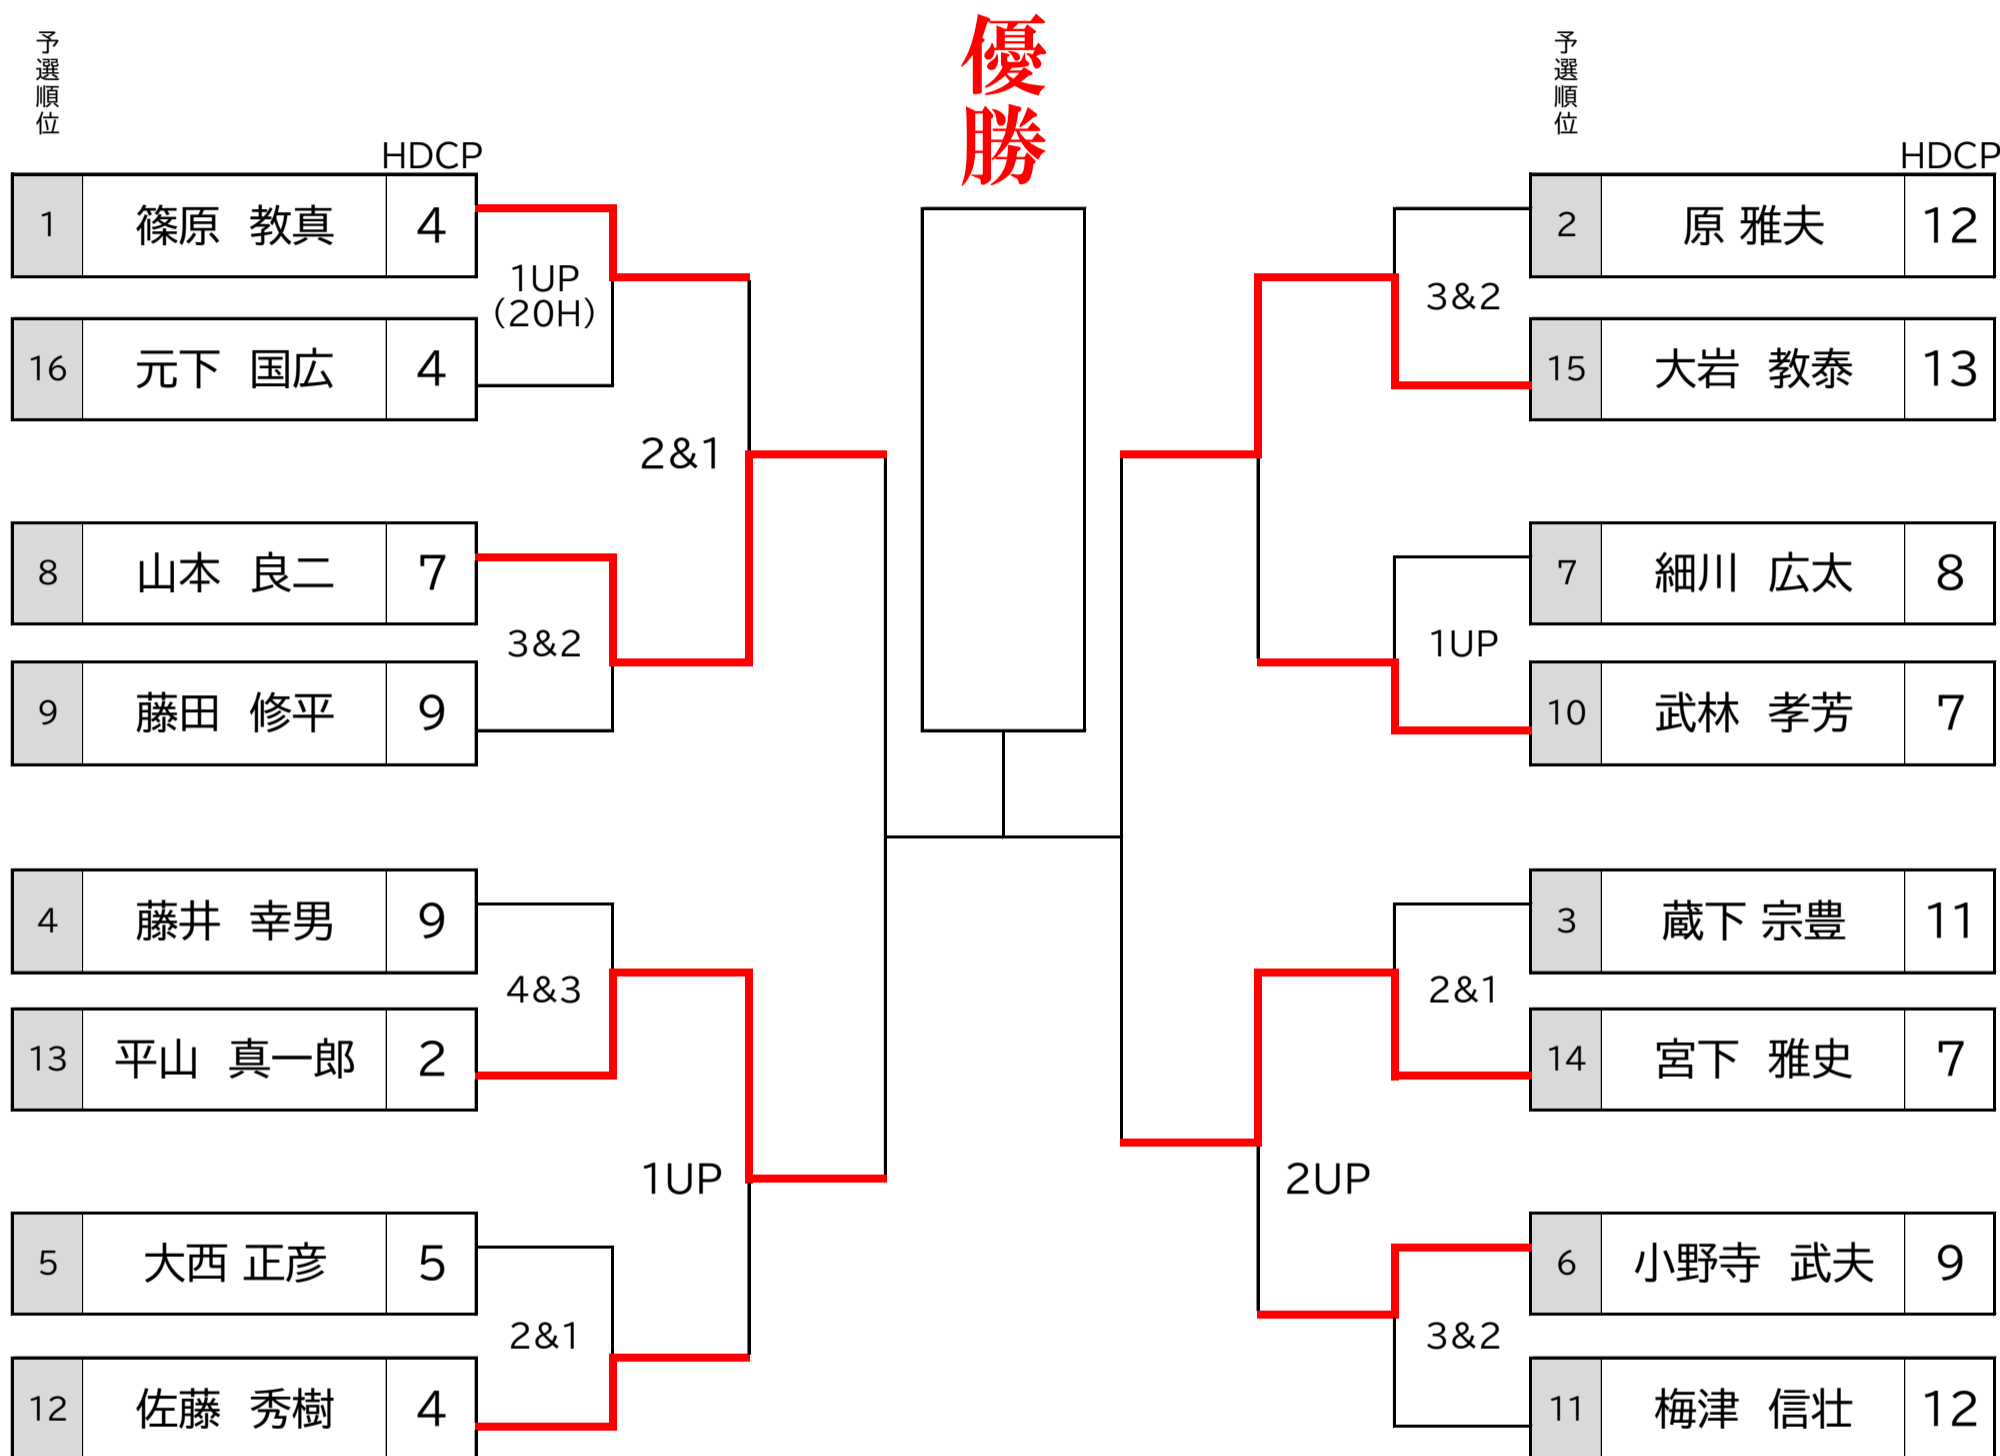 優勝
予選順位
HDCP
1 篠原 教真 4
1UP
(20H)
16 元下 国広 4
2&1
8 山本 良二 7
3&2
9 藤田 修平 9
4 藤井 幸男 9
4&3
13 平山 真一郎 2
1UP
5 大西 正彦 5
2&1
12 佐藤 秀樹 4
予選順位
HDCP
2 原 雅夫 12
3&2
15 大岩 教泰 13
7 細川 広太 8
1UP
10 武林 孝芳 7
3 蔵下 宗豊 11
2&1
14 宮下 雅史 7
2UP
6 小野寺 武夫 9
3&2
11 梅津 信壮 12